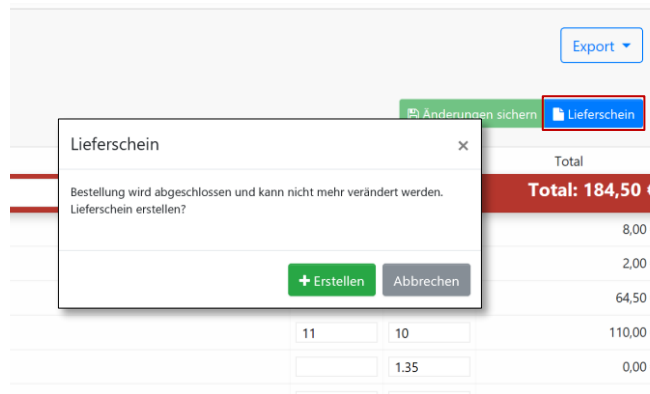 Export
Änderungen sichern Lieferschein
Lieferschein ×
Total
Bestellung wird abgeschlossen und kann nicht mehr verändert werden.
Lieferschein erstellen?
Total: 184,50
8,00
2,00
+ Erstellen Abbrechen
64,50
11 10 110,00
1.35 0,00